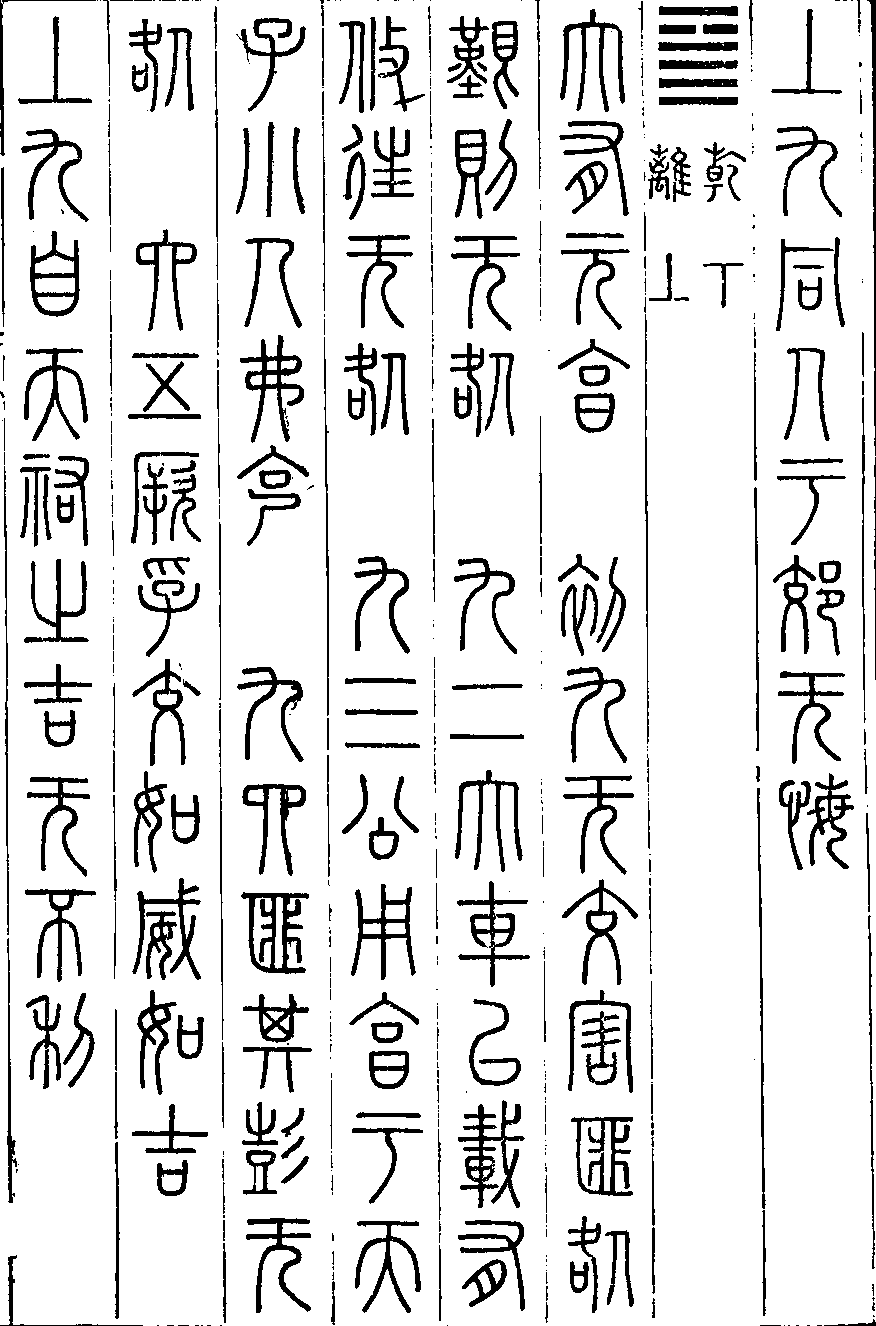 上九同人于郊无悔
乾下
離上
大有元亨　初九无交害匪咎
艱則无咎　九二大車以載有
攸往无咎　九三公用亨于天
子小人弗克　九四匪其彭无
咎　六五厥孚交如威如吉
上九自天祐之吉无不利